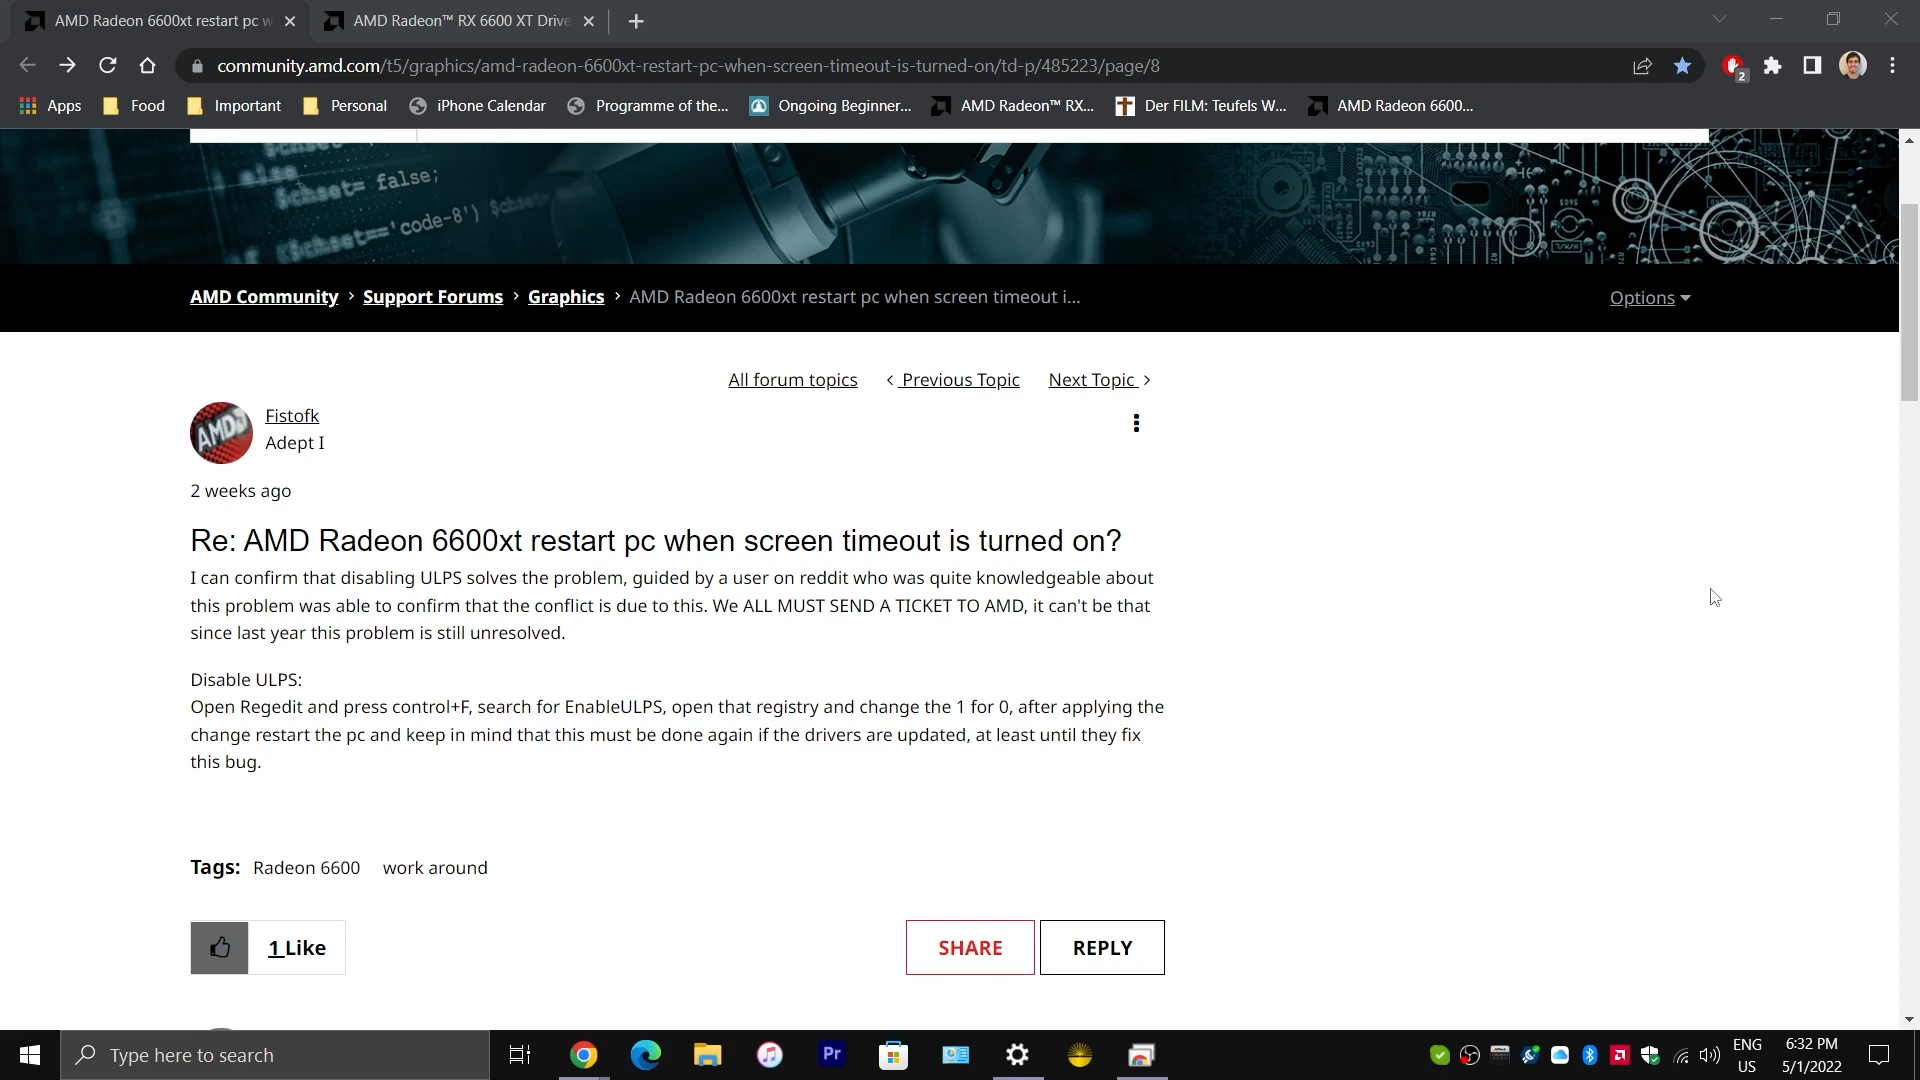 AMD Radeon 6600xt restart pc w
AMD Radeon™ RX 6600 XT Drive
community.amd.com/t5/graphics/amd-radeon-6600xt-restart-pc-when-screen-timeout-is-turned-on/td-p/485223/page/8
2
Apps
Food
Important
Personal
iPhone Calendar
Programme of the...
Ongoing Beginner...
AMD Radeon™ RX...
Der FILM: Teufels W...
AMD Radeon 6600...
else
$chset= false;
$chset=='code-8')
AMD Community › Support Forums › Graphics › AMD Radeon 6600xt restart pc when screen timeout i...
Options
All forum topics
Previous Topic
Next Topic
AMD
Fistofk
Adept I
2 weeks ago
Re: AMD Radeon 6600xt restart pc when screen timeout is turned on?
I can confirm that disabling ULPS solves the problem, guided by a user on reddit who was quite knowledgeable about
this problem was able to confirm that the conflict is due to this. We ALL MUST SEND A TICKET TO AMD, it can't be that
since last year this problem is still unresolved.
Disable ULPS:
Open Regedit and press control+F, search for EnableULPS, open that registry and change the 1 for 0, after applying the
change restart the pc and keep in mind that this must be done again if the drivers are updated, at least until they fix
this bug.
Tags: Radeon 6600 work around
1 Like
SHARE
REPLY
Type here to search
Pr
ENG
US
6:32 PM
5/1/2022